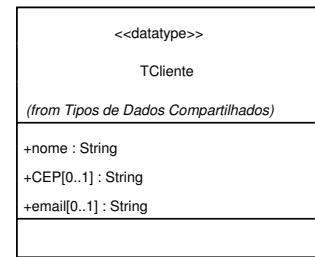 <<datatype>>
TCliente
(from Tipos de Dados Compartilhados)
+nome : String
+CEP[0..1] : String
+email[0..1] : String